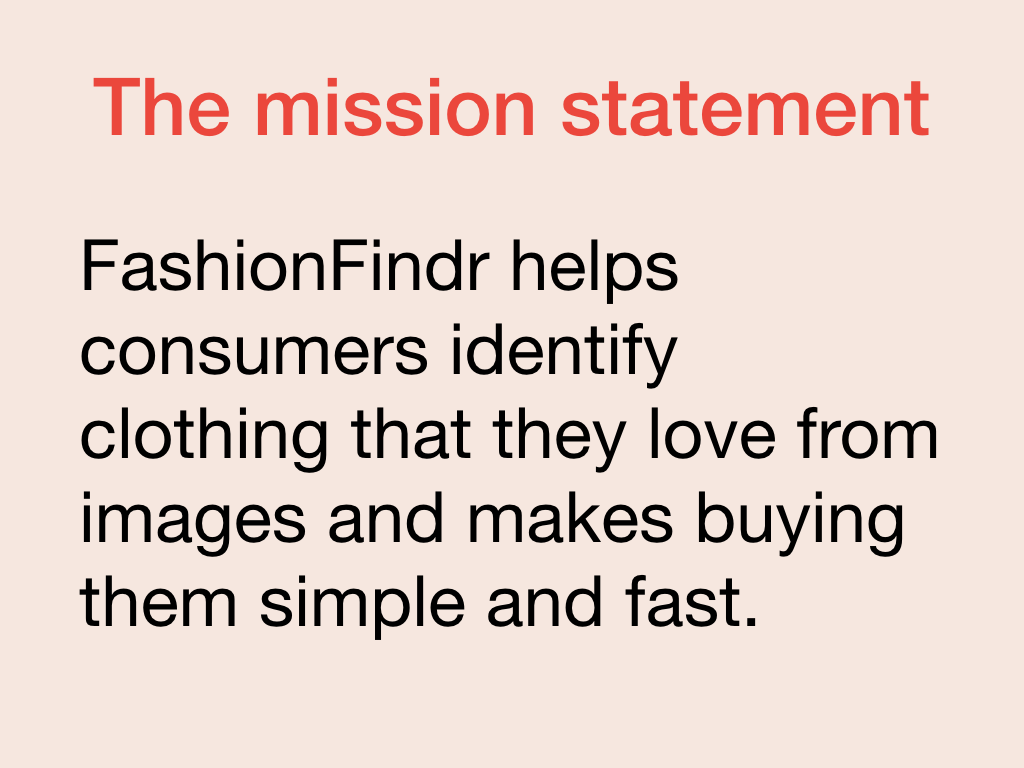 The mission statement
FashionFindr helps
consumers identify
clothing that they love from
images and makes buying
them simple and fast.